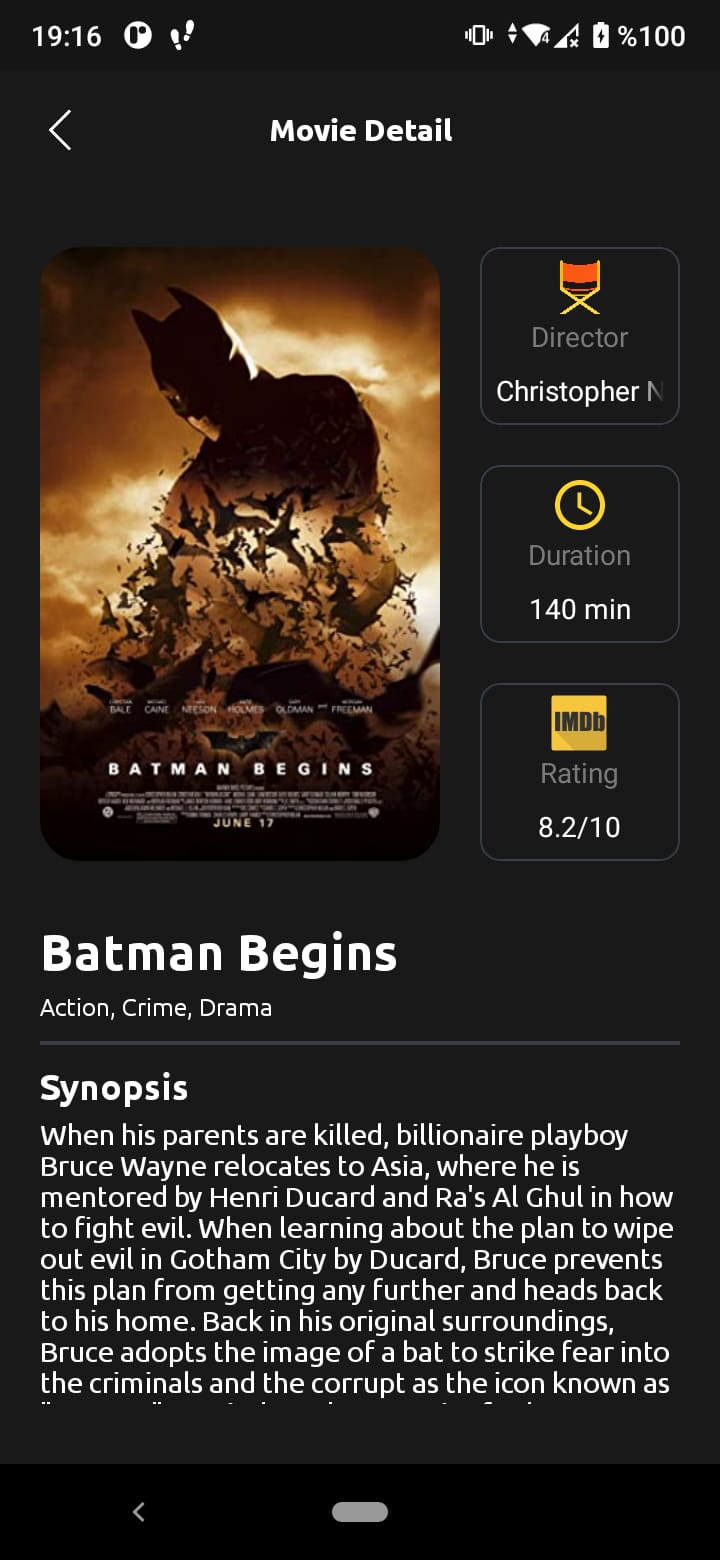 19:16
4
%100
Movie Detail
Director
Christopher N
Duration
140 min
IMDb
Rating
8.2/10
BALE CAINE NEESON HOLMES OLDMAN FREEMAN
BATMAN BEGINS
JUNE 17
Batman Begins
Action, Crime, Drama
Synopsis
When his parents are killed, billionaire playboy
Bruce Wayne relocates to Asia, where he is
mentored by Henri Ducard and Ra's Al Ghul in how
to fight evil. When learning about the plan to wipe
out evil in Gotham City by Ducard, Bruce prevents
this plan from getting any further and heads back
to his home. Back in his original surroundings,
Bruce adopts the image of a bat to strike fear into
the criminals and the corrupt as the icon known as